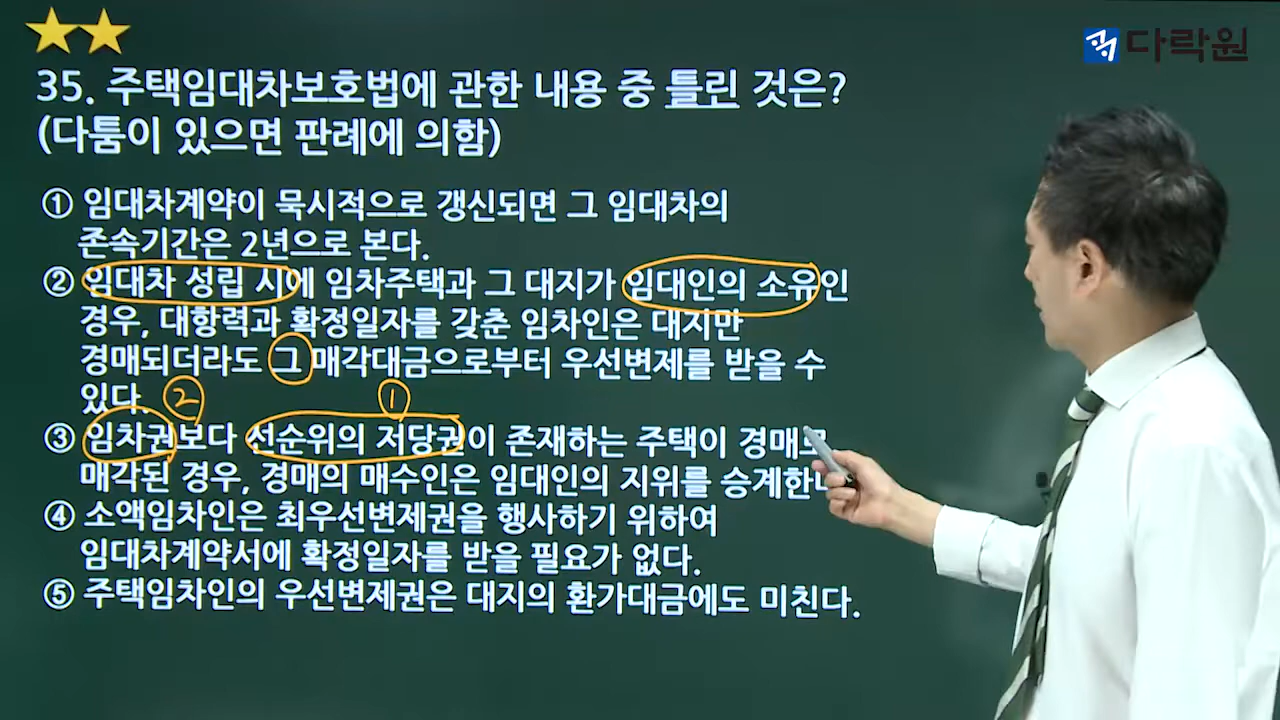 다락원
35. 주택임대차보호법에 관한 내용 중 틀린 것은?
(다툼이 있으면 판례에 의함)
① 임대차계약이 묵시적으로 갱신되면 그 임대차의
존속기간은 2년으로 본다.
② 임대차 성립 시에 임차주택과 그 대지가 임대인의 소유인
경우, 대항력과 확정일자를 갖춘 임차인은 대지만
경매되더라도 그 매각대금으로부터 우선변제를 받을 수
있다. ② ①
③ 임차권보다 선순위의 저당권이 존재하는 주택이 경매로
매각된 경우, 경매의 매수인은 임대인의 지위를
④ 소액임차인은 최우선변제권을 행사하기 위하여
임대차계약서에 확정일자를 받을 필요가 없다.
⑤ 주택임차인의 우선변제권은 대지의 환가대금에도 미친다.